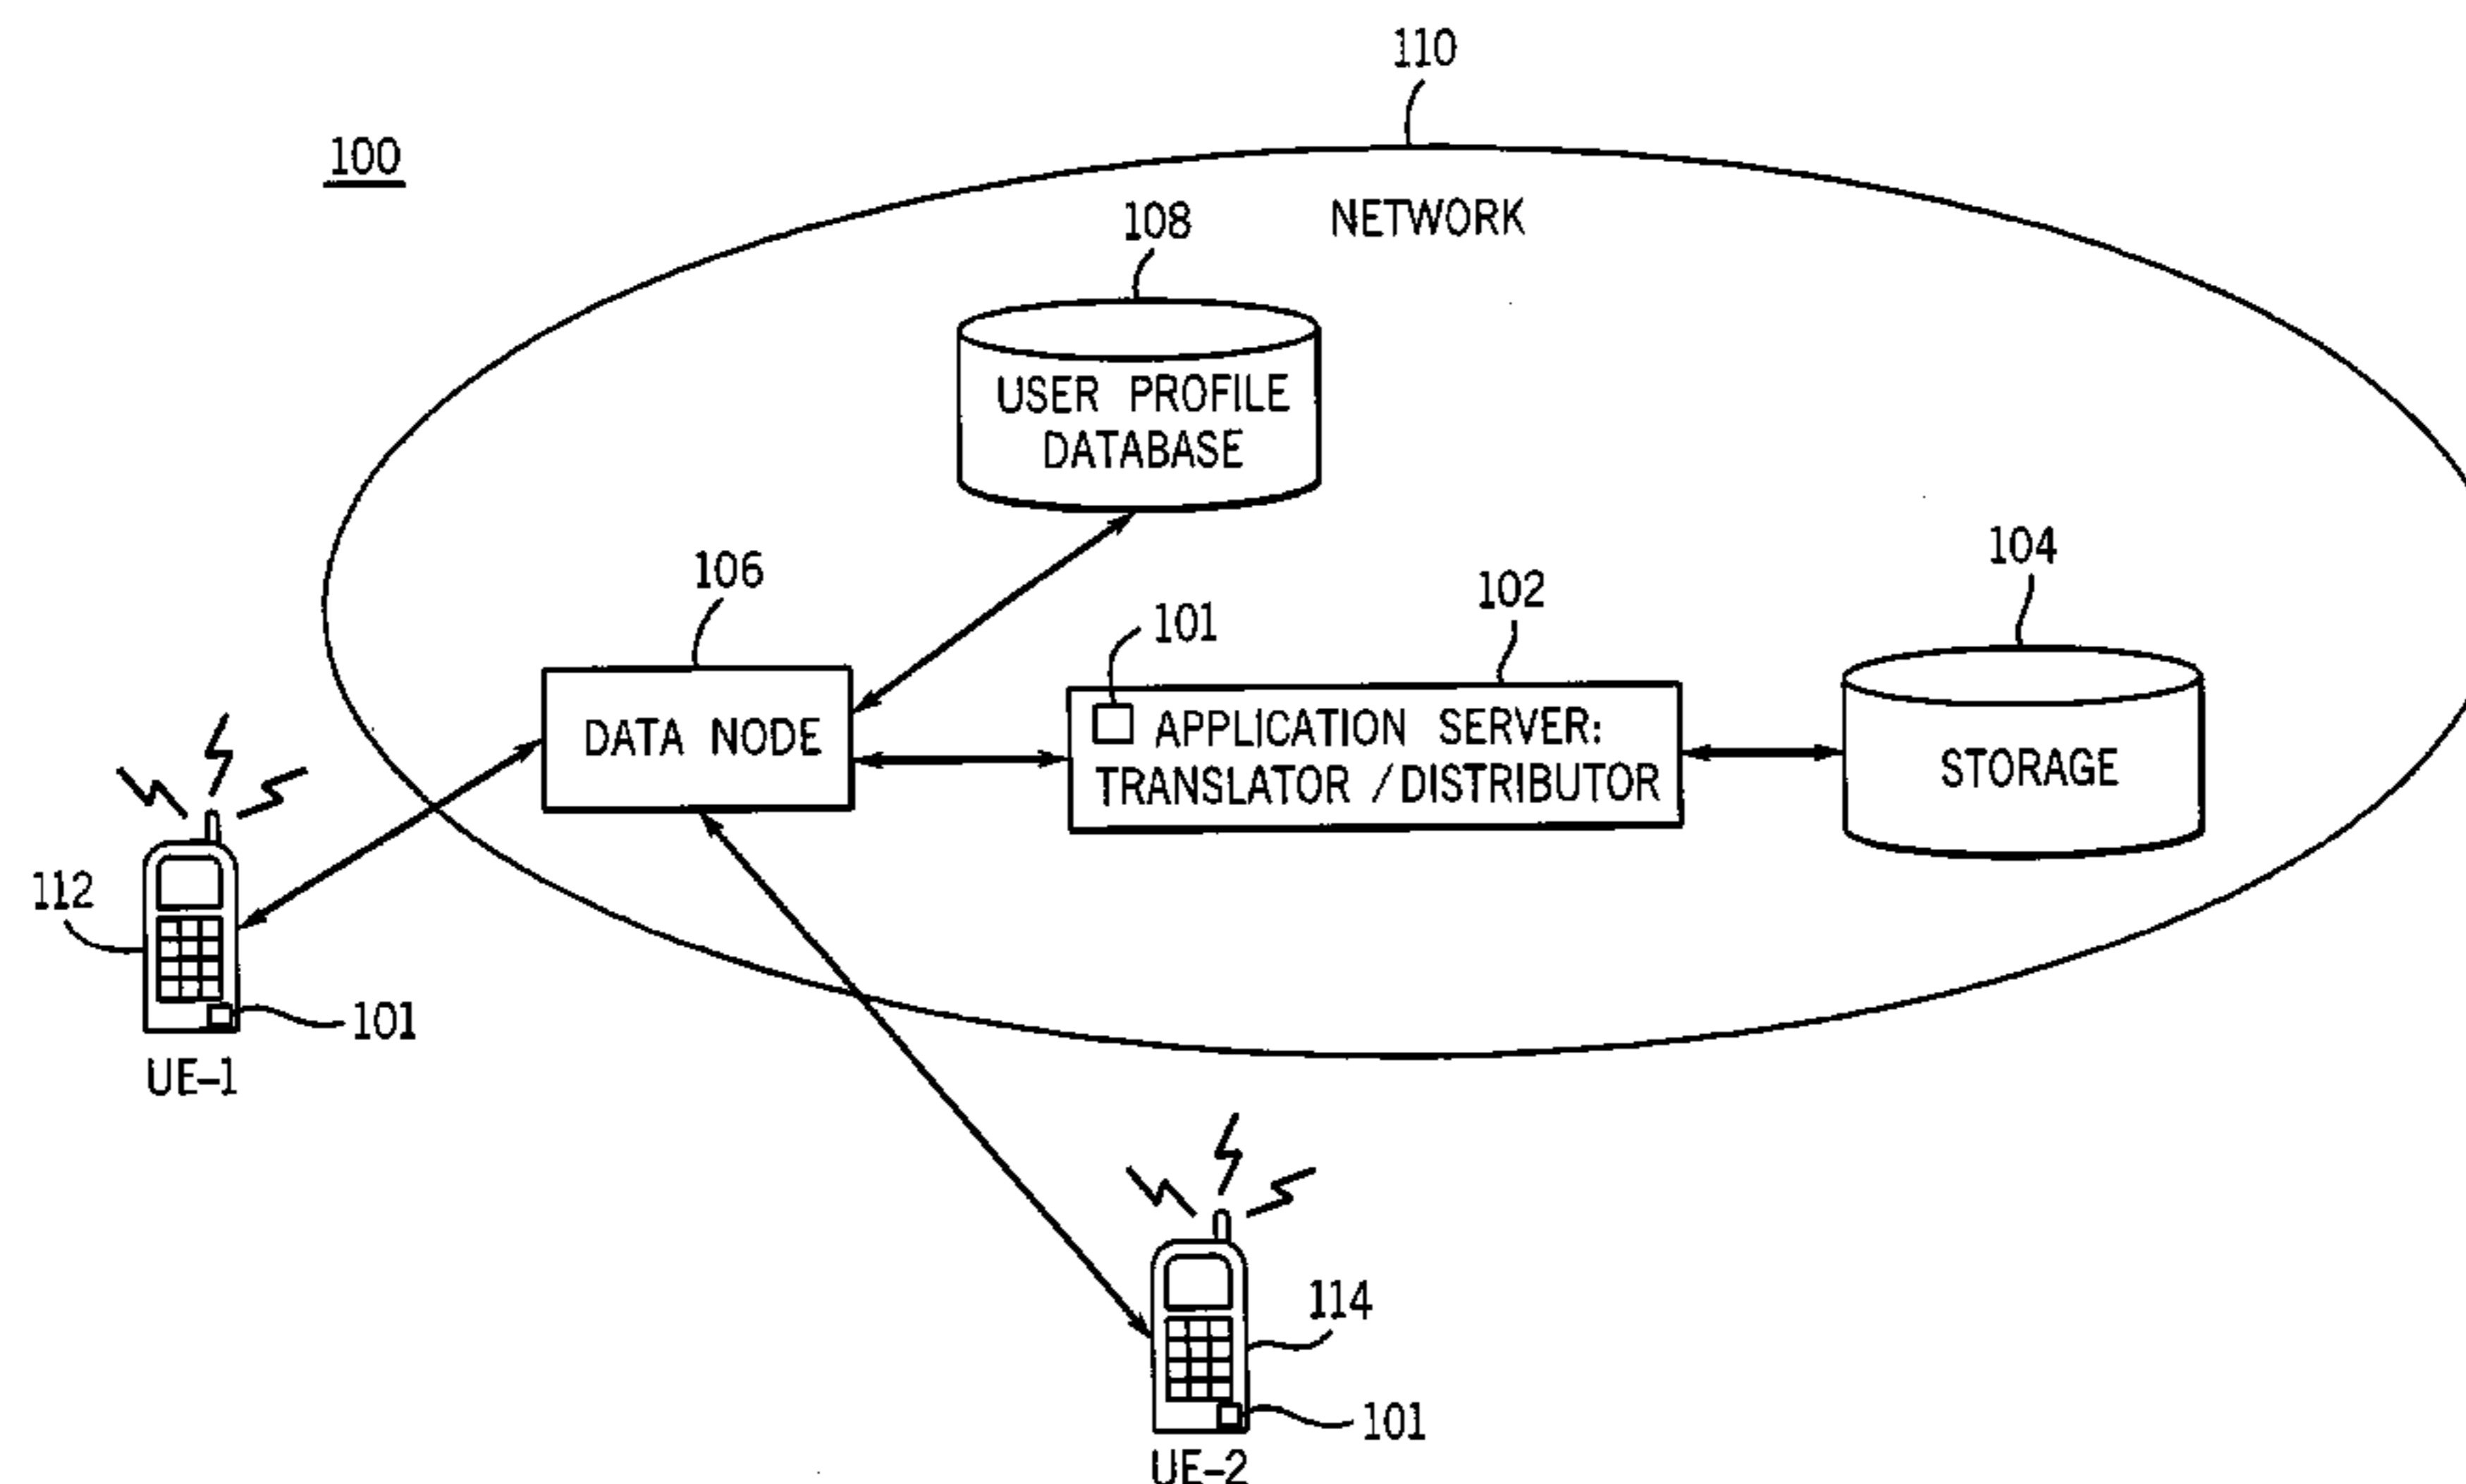 110
100
NETWORK
108
USER PROFILE
DATABASE
104
106
102
101
DATA NODE
APPLICATION SERVER:
TRANSLATOR / DISTRIBUTOR
STORAGE
112
101
UE-1
114
101
UE-2